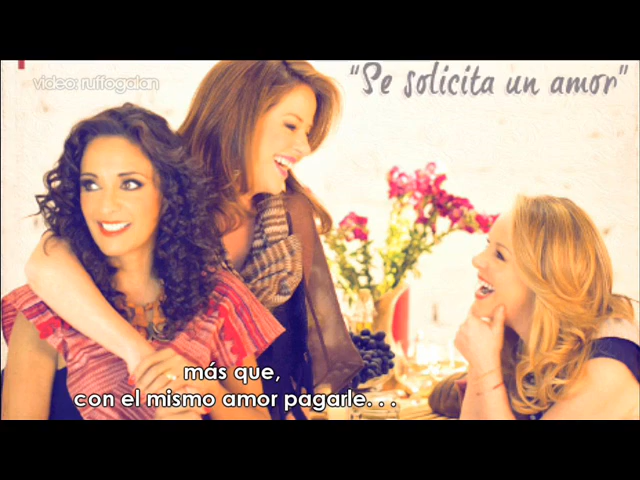 video: ruffogalan
"Se solicita un amor"
más que,
con el mismo amor pagarle. . .